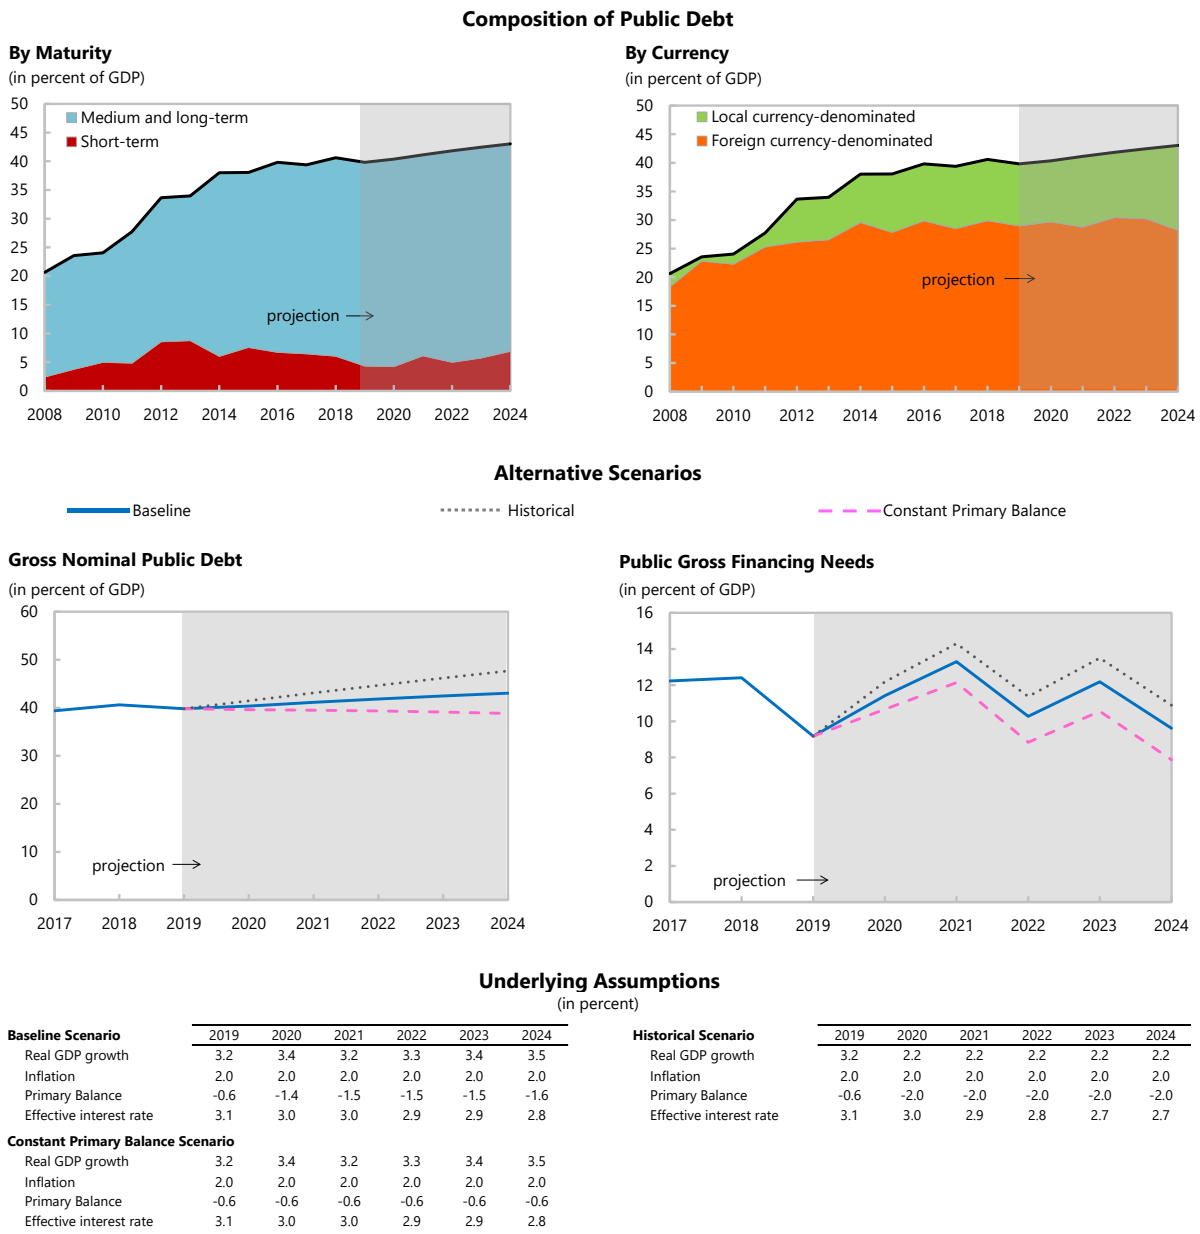 Composition of Public Debt
By Maturity
(in percent of GDP)
50
45
40
35
30
25
20
15
10
5
0
Medium and long-term
Short-term
projection
2008 2010 2012 2014 2016 2018 2020 2022 2024
By Currency
(in percent of GDP)
50
45
40
35
30
25
20
15
10
5
0
Local currency-denominated
Foreign currency-denominated
projection
2008 2010 2012 2014 2016 2018 2020 2022 2024
Alternative Scenarios
Baseline Historical Constant Primary Balance
Gross Nominal Public Debt
(in percent of GDP)
60
50
40
30
20
10
0
projection
2017 2018 2019 2020 2021 2022 2023 2024
Public Gross Financing Needs
(in percent of GDP)
16
14
12
10
8
6
4
2
0
projection
2017 2018 2019 2020 2021 2022 2023 2024
Underlying Assumptions
(in percent)
Baseline Scenario 2019 2020 2021 2022 2023 2024
Real GDP growth 3.2 3.4 3.2 3.3 3.4 3.5
Inflation 2.0 2.0 2.0 2.0 2.0 2.0
Primary Balance -0.6 -1.4 -1.5 -1.5 -1.5 -1.6
Effective interest rate 3.1 3.0 3.0 2.9 2.9 2.8
Constant Primary Balance Scenario
Real GDP growth 3.2 3.4 3.2 3.3 3.4 3.5
Inflation 2.0 2.0 2.0 2.0 2.0 2.0
Primary Balance -0.6 -0.6 -0.6 -0.6 -0.6 -0.6
Effective interest rate 3.1 3.0 3.0 2.9 2.9 2.8
Historical Scenario 2019 2020 2021 2022 2023 2024
Real GDP growth 3.2 2.2 2.2 2.2 2.2 2.2
Inflation 2.0 2.0 2.0 2.0 2.0 2.0
Primary Balance -0.6 -2.0 -2.0 -2.0 -2.0 -2.0
Effective interest rate 3.1 3.0 2.9 2.8 2.7 2.7